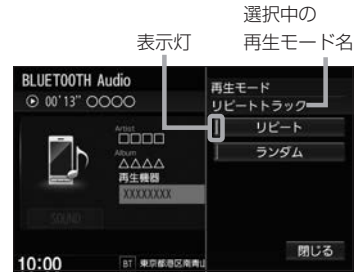 選択中の
表示灯 再生モード名
BLUETOOTH Audio
00'13" ○○○○
再生モード
リピートトラック
リピート
ランダム
Artist
□□□□
Album
△△△△
再生機器
XXXXXXXX
SOUND
閉じる
10:00 BT 東京都港区南青山